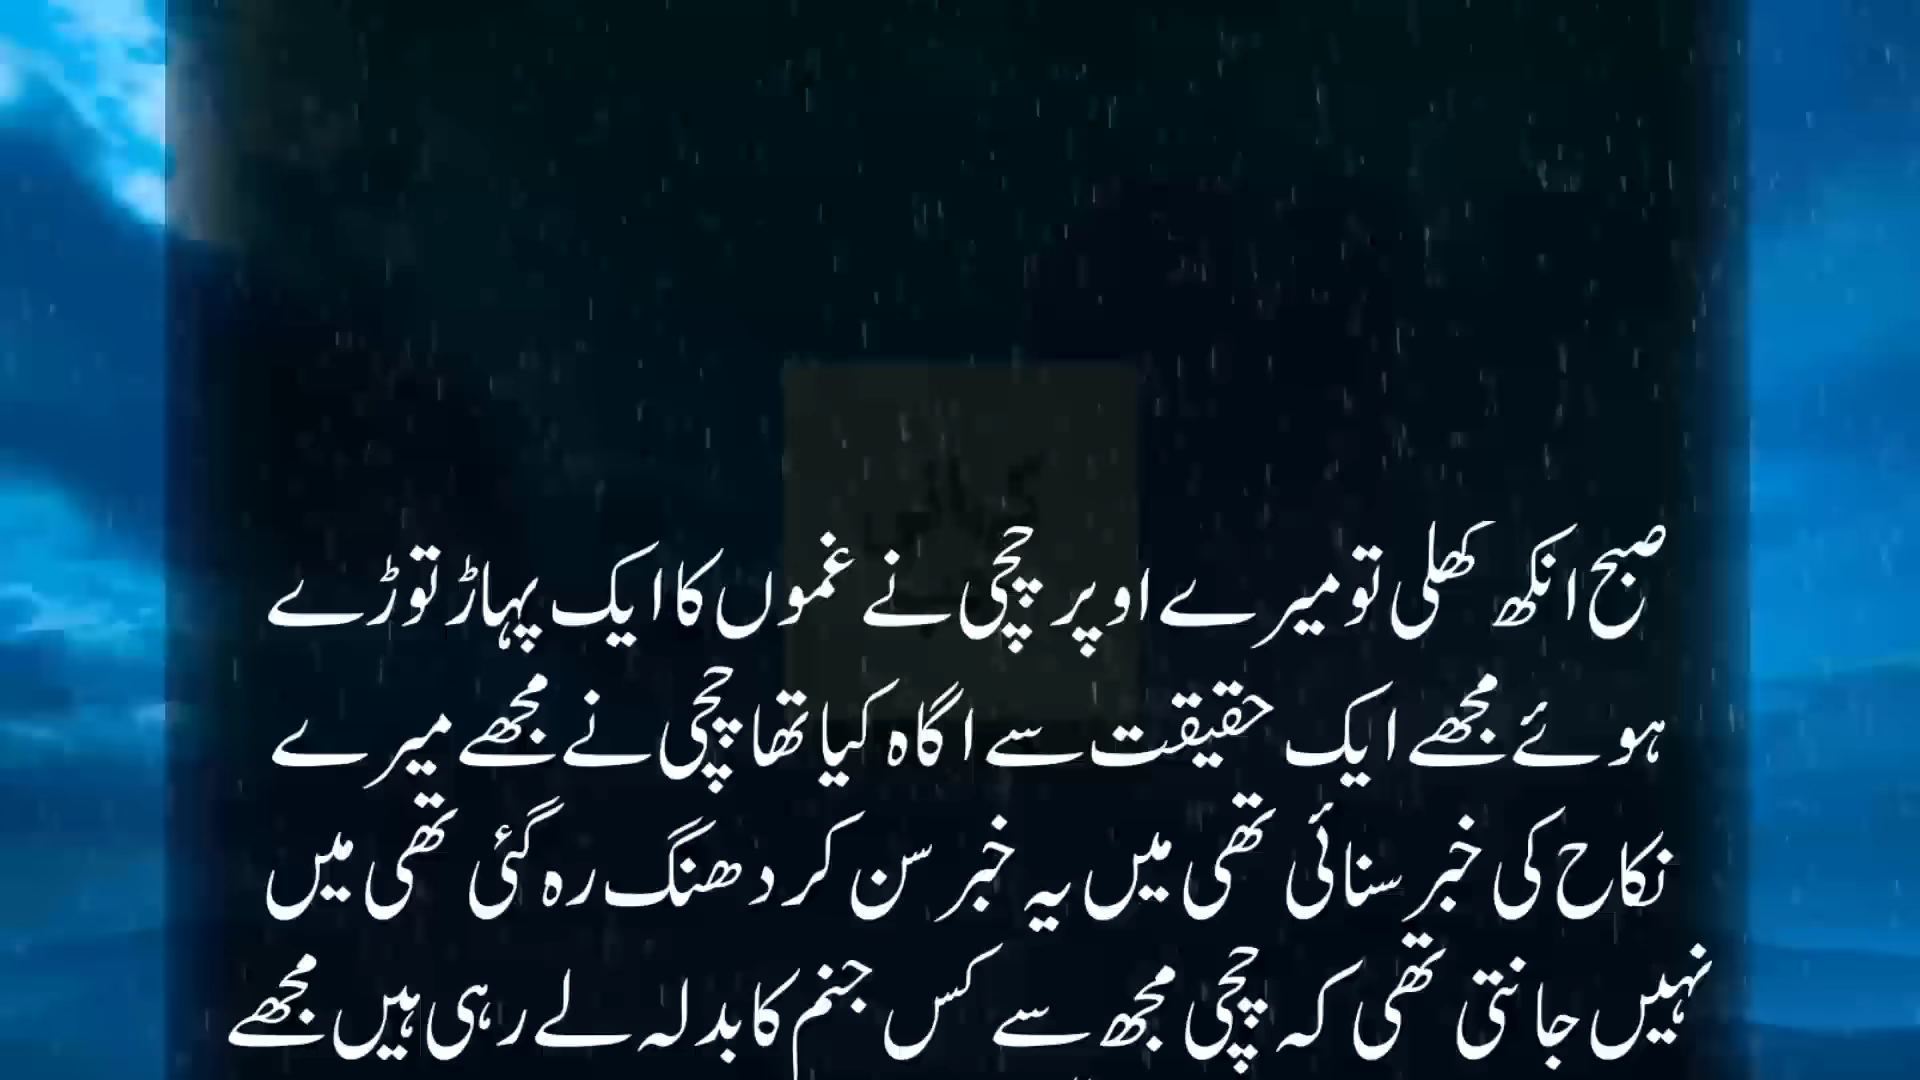 صبح انکھ کھلی تو میرے اوپر چچی نے غموں کا ایک پہاڑ توڑے
ہوئے مجھے ایک حقیقت سے اگاہ کیا تھا چچی نے مجھے میرے
نکاح کی خبر سنائی تھی میں یہ خبر سن کر دھنگ رہ گئی تھی میں
نہیں جانتی تھی کہ چچی مجھ سے کس جنم کا بدلہ لے رہی ہیں مجھے